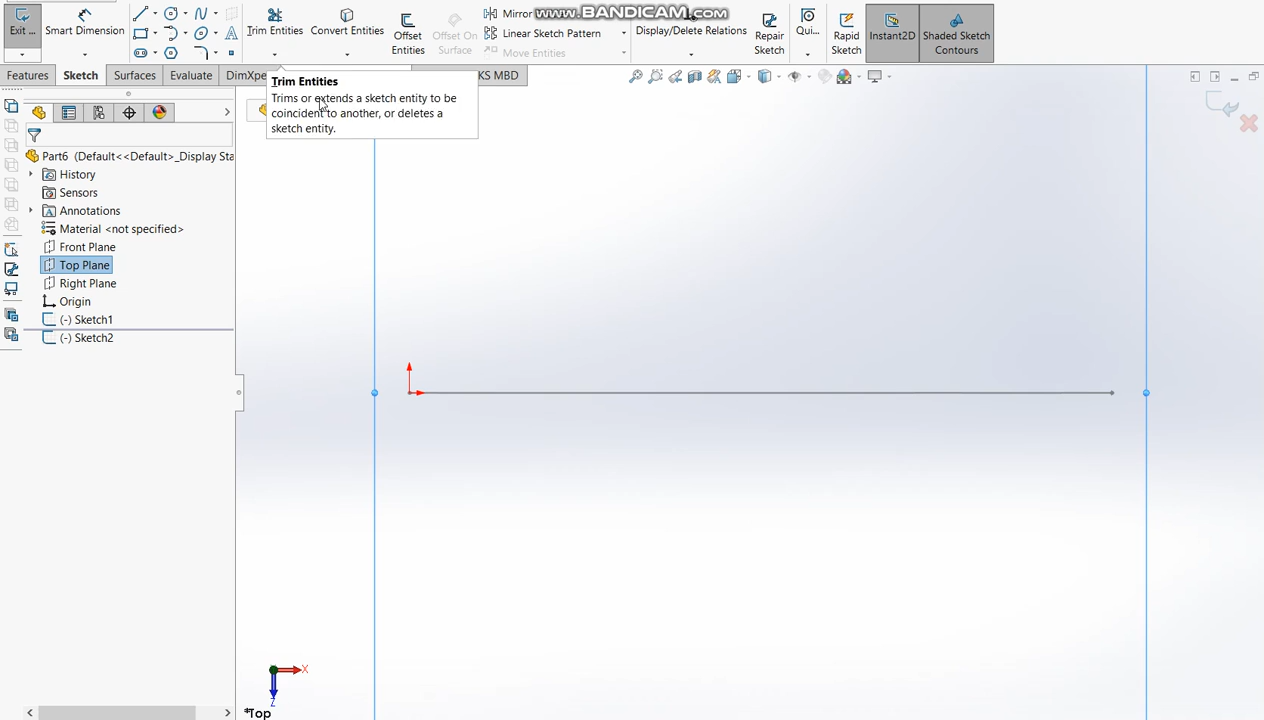 www.BANDICAM.com
Exit ...
Smart Dimension
Trim Entities
Convert Entities
Offset Entities
Offset On Surface
Mirror
Linear Sketch Pattern
Move Entities
Display/Delete Relations
Repair Sketch
Qui...
Rapid Sketch
Instant2D
Shaded Sketch Contours
Features Sketch Surfaces Evaluate DimXpe KS MBD
Trim Entities
Trims or extends a sketch entity to be
coincident to another, or deletes a
sketch entity.
Part6 (Default<<Default>_Display Sta
History
Sensors
Annotations
Material <not specified>
Front Plane
Top Plane
Right Plane
Origin
(-) Sketch1
(-) Sketch2
X
Z
*Top